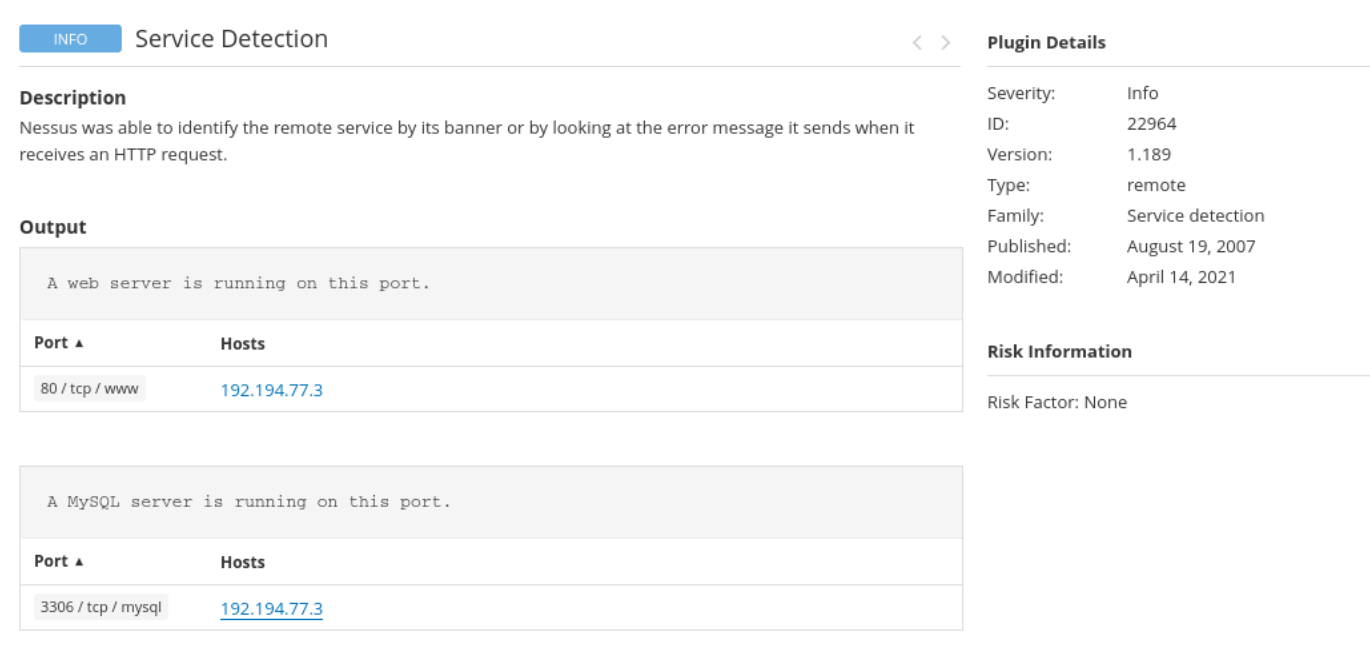 INFO Service Detection
Description
Nessus was able to identify the remote service by its banner or by looking at the error message it sends when it
receives an HTTP request.
Output
A web server is running on this port.
Port ▲ Hosts
80 / tcp / www 192.194.77.3
A MySQL server is running on this port.
Port ▲ Hosts
3306 / tcp / mysql 192.194.77.3
Plugin Details
Severity: Info
ID: 22964
Version: 1.189
Type: remote
Family: Service detection
Published: August 19, 2007
Modified: April 14, 2021
Risk Information
Risk Factor: None